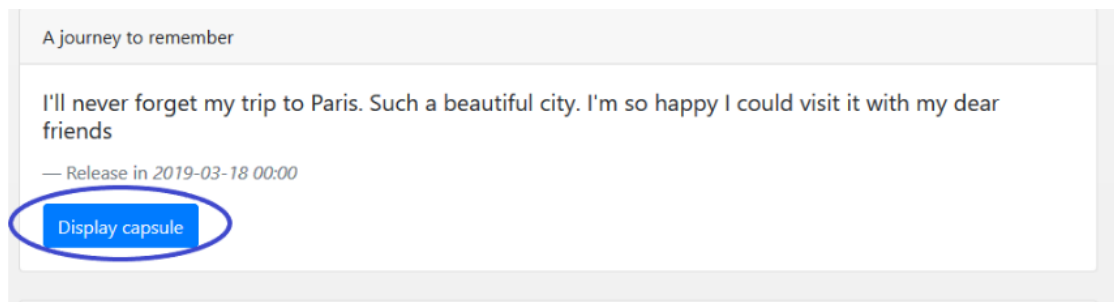 A journey to remember
I'll never forget my trip to Paris. Such a beautiful city. I'm so happy I could visit it with my dear
friends
— Release in 2019-03-18 00:00
Display capsule